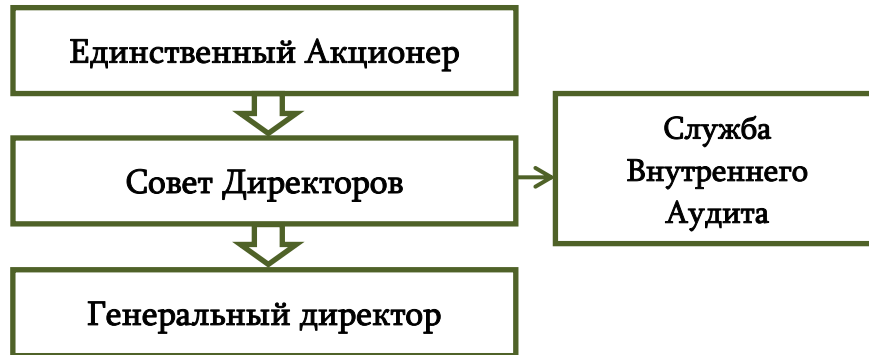 Единственный Акционер
Совет Директоров
Служба
Внутреннего
Аудита
Генеральный директор